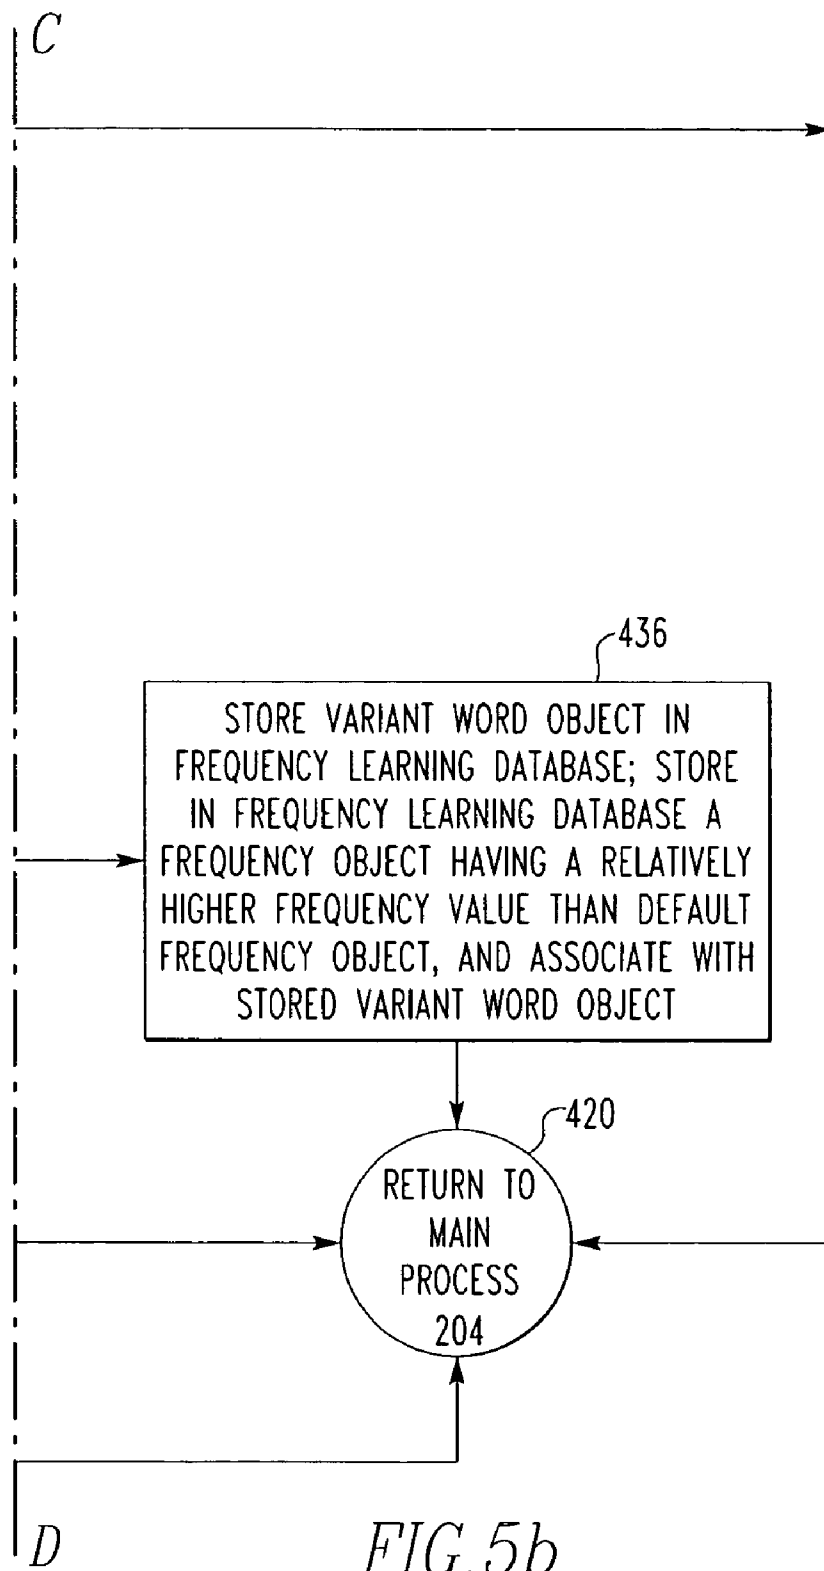 C
436
STORE VARIANT WORD OBJECT IN
FREQUENCY LEARNING DATABASE; STORE
IN FREQUENCY LEARNING DATABASE A
FREQUENCY OBJECT HAVING A RELATIVELY
HIGHER FREQUENCY VALUE THAN DEFAULT
FREQUENCY OBJECT, AND ASSOCIATE WITH
STORED VARIANT WORD OBJECT
420
RETURN TO
MAIN
PROCESS
204
D
FIG.5b